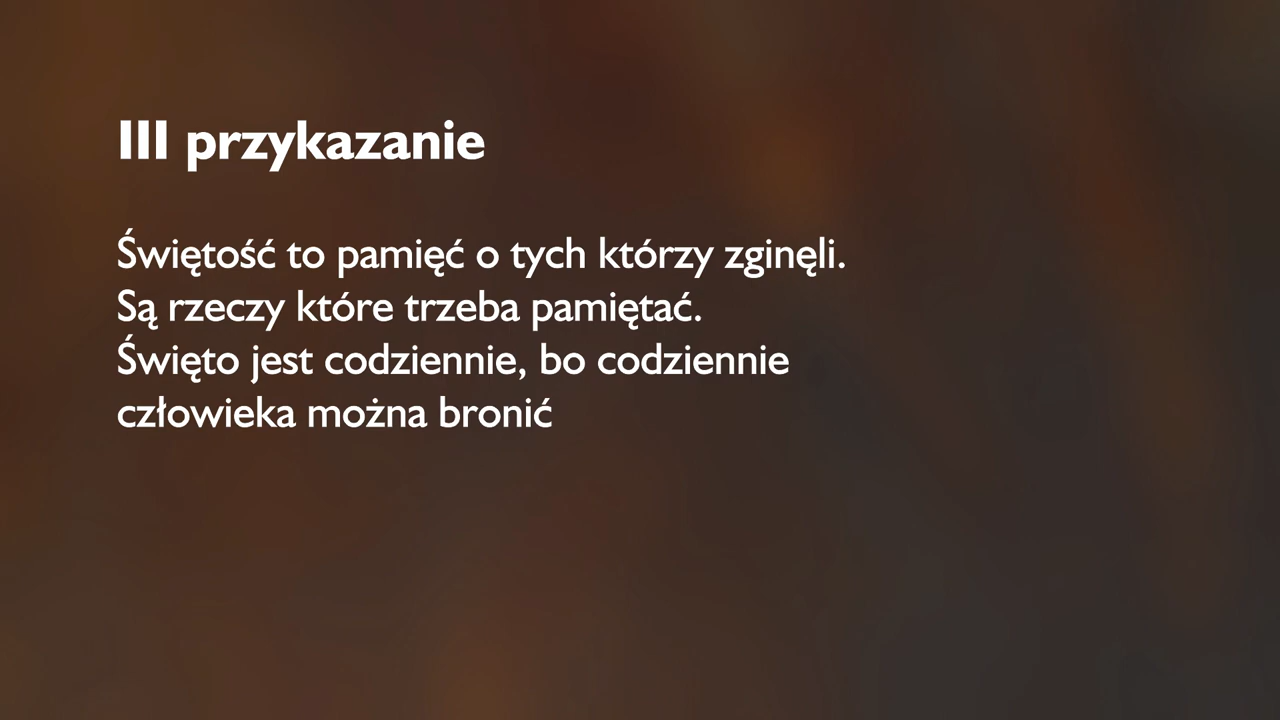 III przykazanie
Świętość to pamięć o tych którzy zginęli.
Są rzeczy które trzeba pamiętać.
Święto jest codziennie, bo codziennie
człowieka można bronić